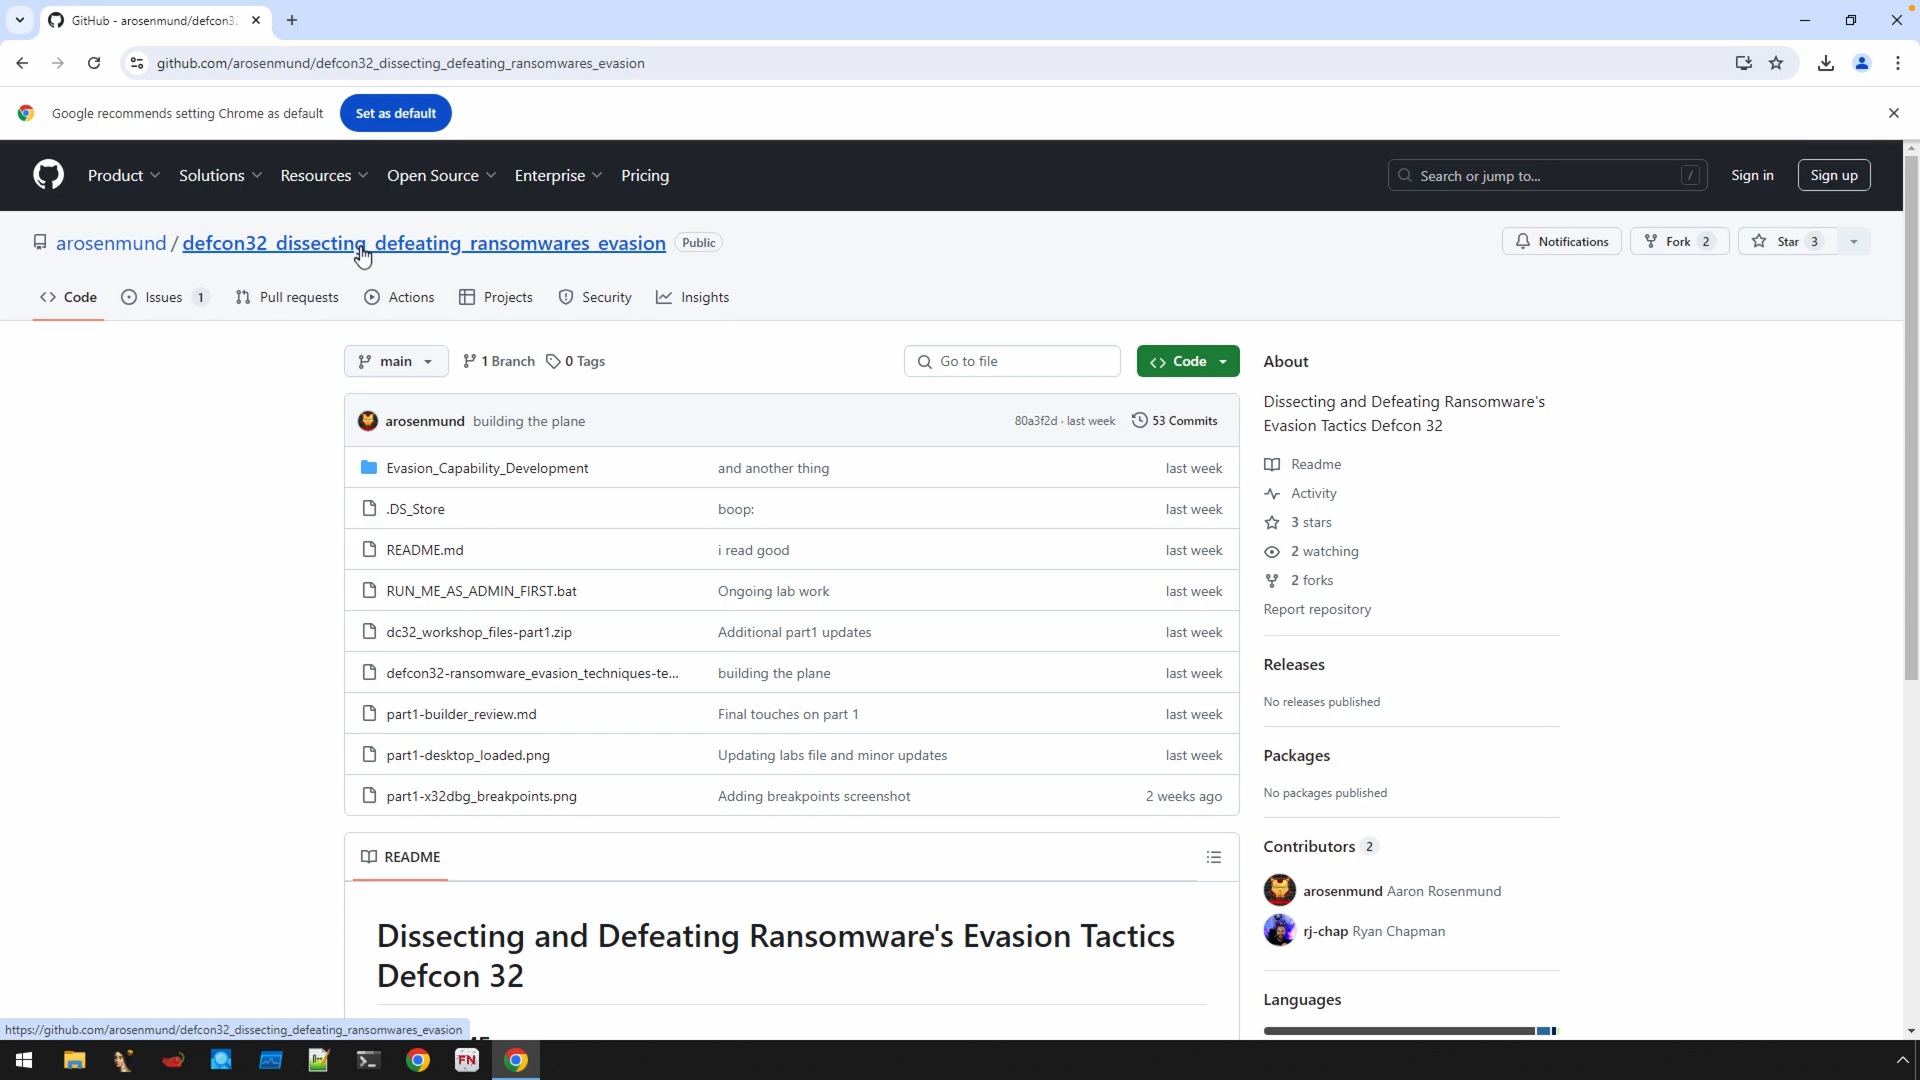 GitHub - arosenmund/defcon32
github.com/arosenmund/defcon32_dissecting_defeating_ransomwares_evasion
Google recommends setting Chrome as default
Set as default
Product
Solutions
Resources
Open Source
Enterprise
Pricing
Search or jump to...
/
Sign in
Sign up
arosenmund / defcon32_dissecting_defeating_ransomwares_evasion
Public
Notifications
Fork 2
Star 3
Code
Issues 1
Pull requests
Actions
Projects
Security
Insights
main
1 Branch
0 Tags
Go to file
Code
arosenmund building the plane
80a3f2d · last week
53 Commits
Evasion_Capability_Development and another thing last week
.DS_Store boop: last week
README.md i read good last week
RUN_ME_AS_ADMIN_FIRST.bat Ongoing lab work last week
dc32_workshop_files-part1.zip Additional part1 updates last week
defcon32-ransomware_evasion_techniques-te... building the plane last week
part1-builder_review.md Final touches on part 1 last week
part1-desktop_loaded.png Updating labs file and minor updates last week
part1-x32dbg_breakpoints.png Adding breakpoints screenshot 2 weeks ago
README
Dissecting and Defeating Ransomware's Evasion Tactics
Defcon 32
About
Dissecting and Defeating Ransomware's
Evasion Tactics Defcon 32
Readme
Activity
3 stars
2 watching
2 forks
Report repository
Releases
No releases published
Packages
No packages published
Contributors 2
arosenmund Aaron Rosenmund
rj-chap Ryan Chapman
Languages
https://github.com/arosenmund/defcon32_dissecting_defeating_ransomwares_evasion
FN